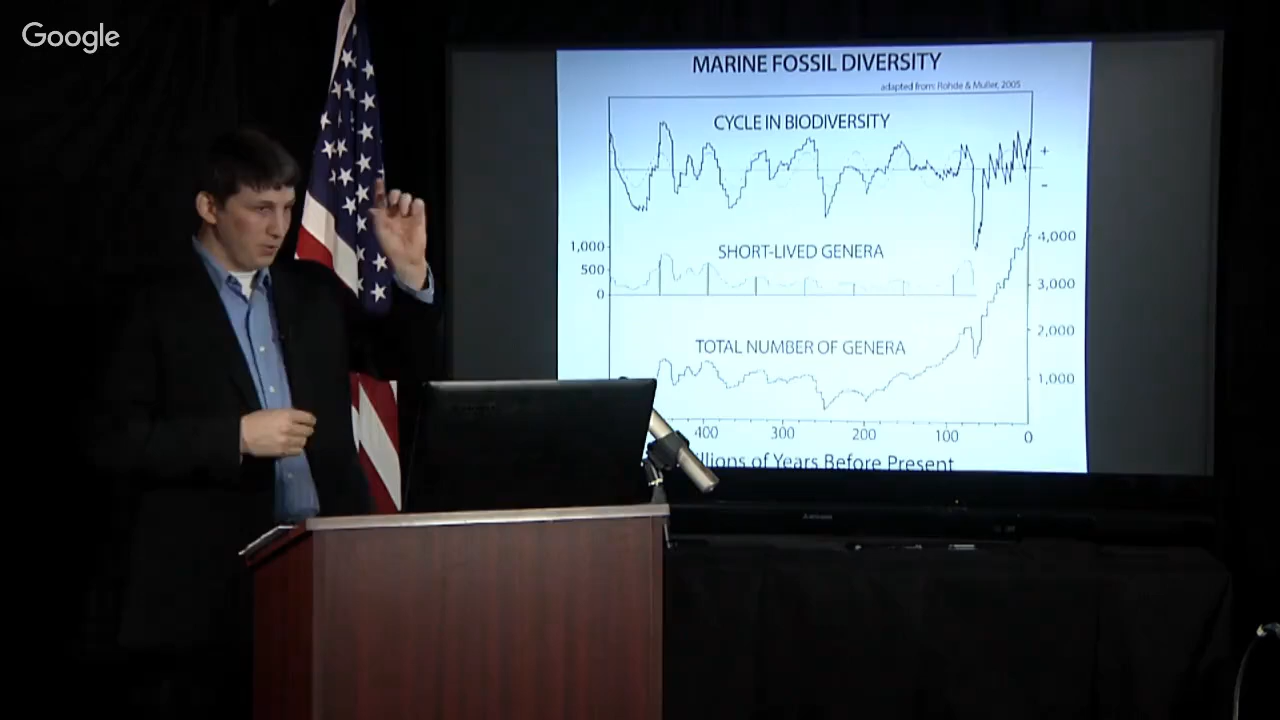 Google
MARINE FOSSIL DIVERSITY
adapted from: Rohde & Muller, 2005
CYCLE IN BIODIVERSITY
+
-
SHORT-LIVED GENERA
1,000
500
0
4,000
3,000
2,000
1,000
TOTAL NUMBER OF GENERA
400 300 200 100 0
llions of Years Before Present